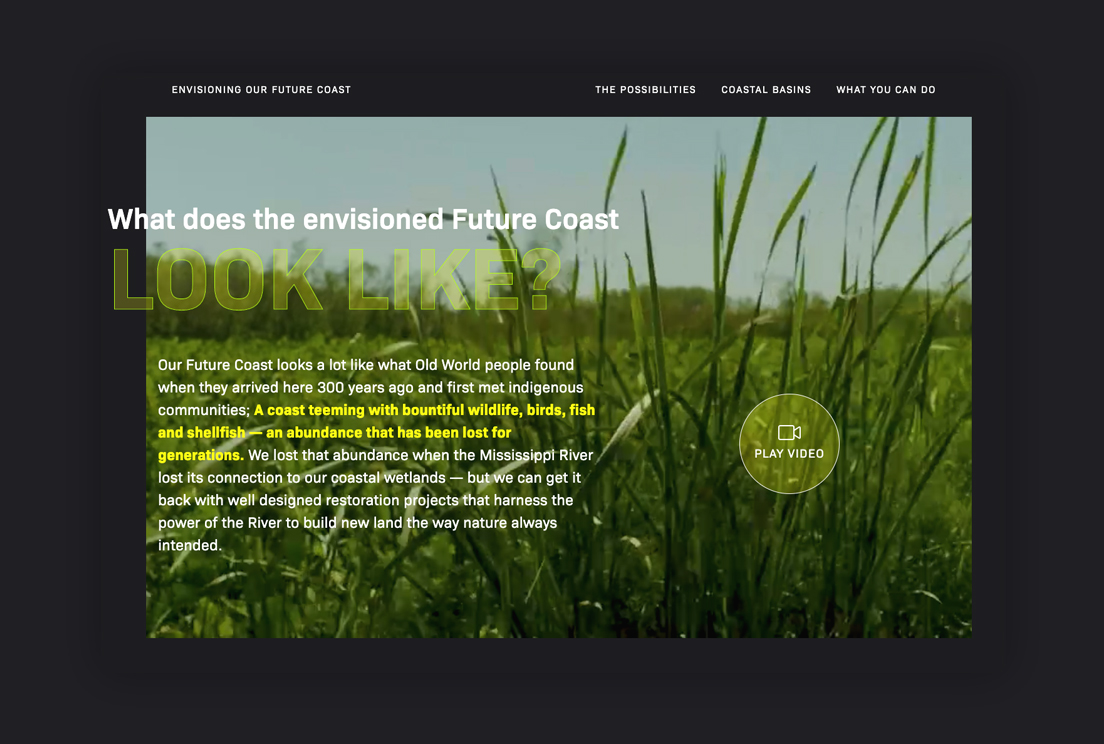 ENVISIONING OUR FUTURE COAST
THE POSSIBILITIES
COASTAL BASINS
WHAT YOU CAN DO
What does the envisioned Future Coast
LOOK LIKE?
Our Future Coast looks a lot like what Old World people found
when they arrived here 300 years ago and first met indigenous
communities; A coast teeming with bountiful wildlife, birds, fish
and shellfish — an abundance that has been lost for
generations. We lost that abundance when the Mississippi River
lost its connection to our coastal wetlands — but we can get it
back with well designed restoration projects that harness the
power of the River to build new land the way nature always
intended.
PLAY VIDEO